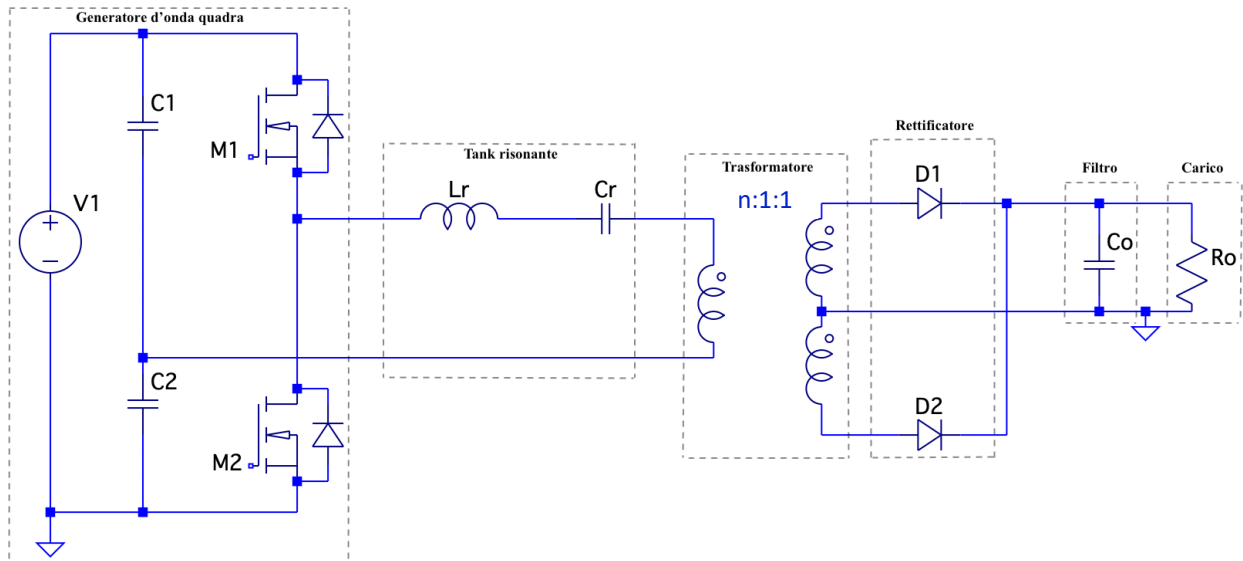 Generatore d'onda quadra
V1
C1
C2
M1
M2
Tank risonante
Lr
Cr
Trasformatore
n:1:1
Rettificatore
D1
D2
Filtro
Co
Carico
Ro